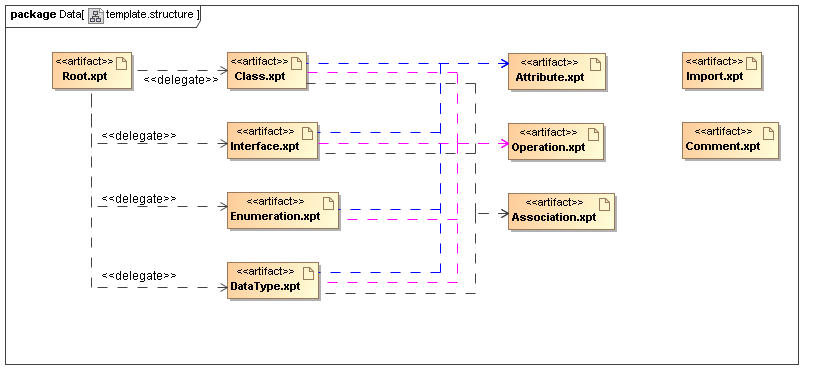 package Data[ template.structure ]
<<artifact>>
Root.xpt
<<delegate>>
<<artifact>>
Class.xpt
<<artifact>>
Attribute.xpt
<<artifact>>
Import.xpt
<<delegate>>
<<artifact>>
Interface.xpt
<<artifact>>
Operation.xpt
<<artifact>>
Comment.xpt
<<delegate>>
<<artifact>>
Enumeration.xpt
<<artifact>>
Association.xpt
<<delegate>>
<<artifact>>
DataType.xpt